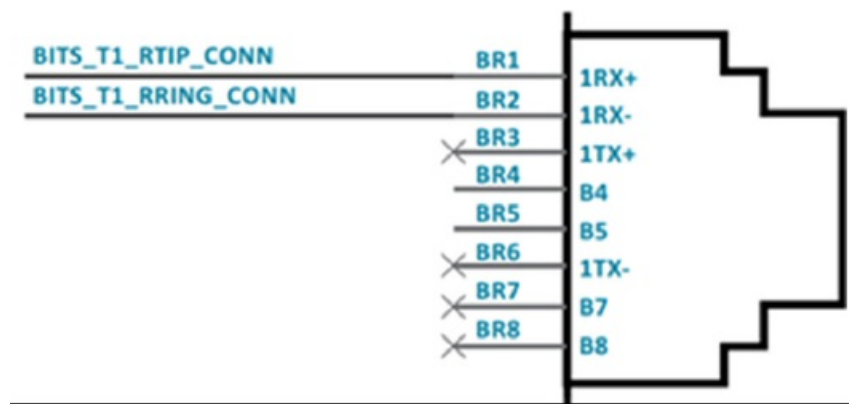 BITS_T1_RTIP_CONN BR1 1RX+
BITS_T1_RRING_CONN BR2 1RX-
BR3 1TX+
BR4 B4
BR5 B5
BR6 1TX-
BR7 B7
BR8 B8